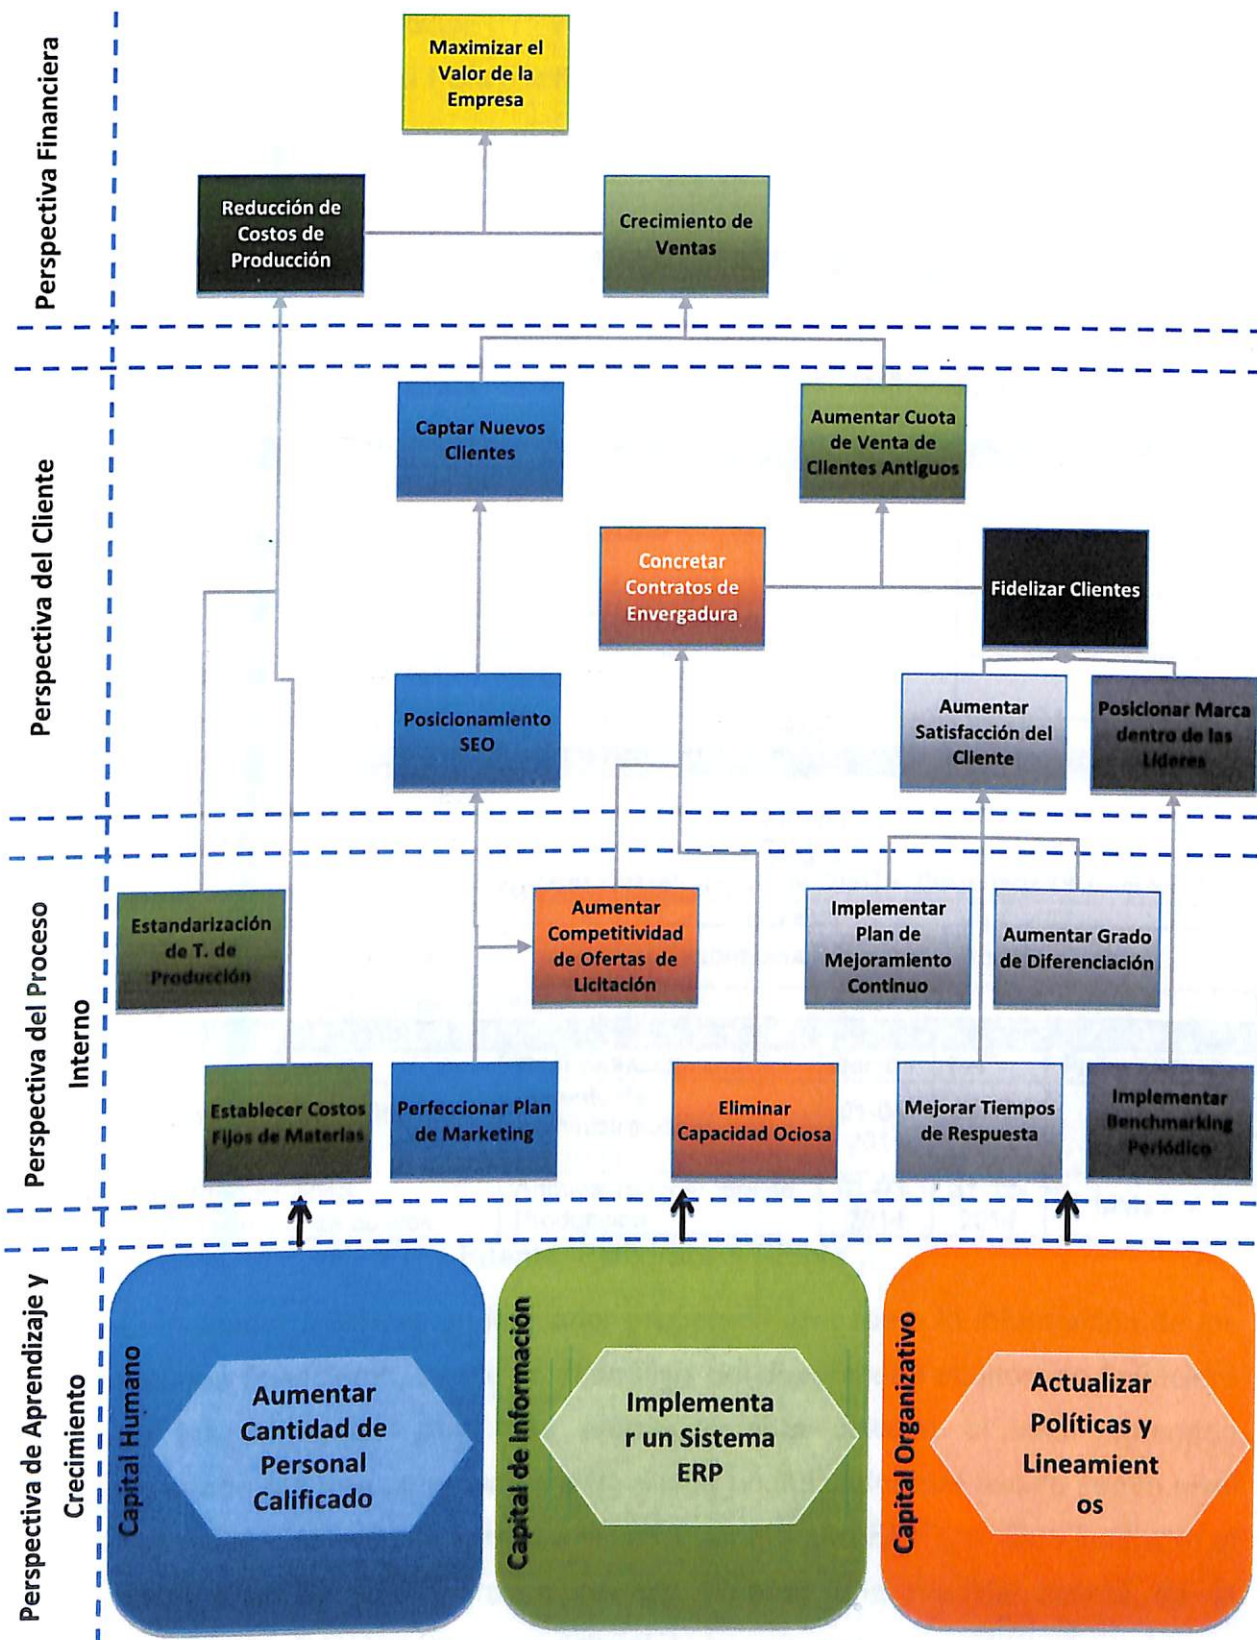 Perspectiva Financiera
Maximizar el
Valor de la
Empresa
Reducción de
Costos de
Producción
Crecimiento de
Ventas
Perspectiva del Cliente
Captar Nuevos
Clientes
Aumentar Cuota
de Venta de
Clientes Antiguos
Concretar
Contratos de
Envergadura
Fidelizar Clientes
Posicionamiento
SEO
Aumentar
Satisfacción del
Cliente
Posicionar Marca
dentro de las
Líderes
Perspectiva del Proceso
Interno
Estandarización
de T. de
Producción
Aumentar
Competitividad
de Ofertas de
Licitación
Implementar
Plan de
Mejoramiento
Continuo
Aumentar Grado
de Diferenciación
Establecer Costos
Fijos de Materias
Perfeccionar Plan
de Marketing
Eliminar
Capacidad Ociosa
Mejorar Tiempos
de Respuesta
Implementar
Benchmarking
Periódico
Perspectiva de Aprendizaje y
Crecimiento
Capital Humano
Aumentar
Cantidad de
Personal
Calificado
Capital de Información
Implementa
r un Sistema
ERP
Capital Organizativo
Actualizar
Políticas y
Lineamient
os